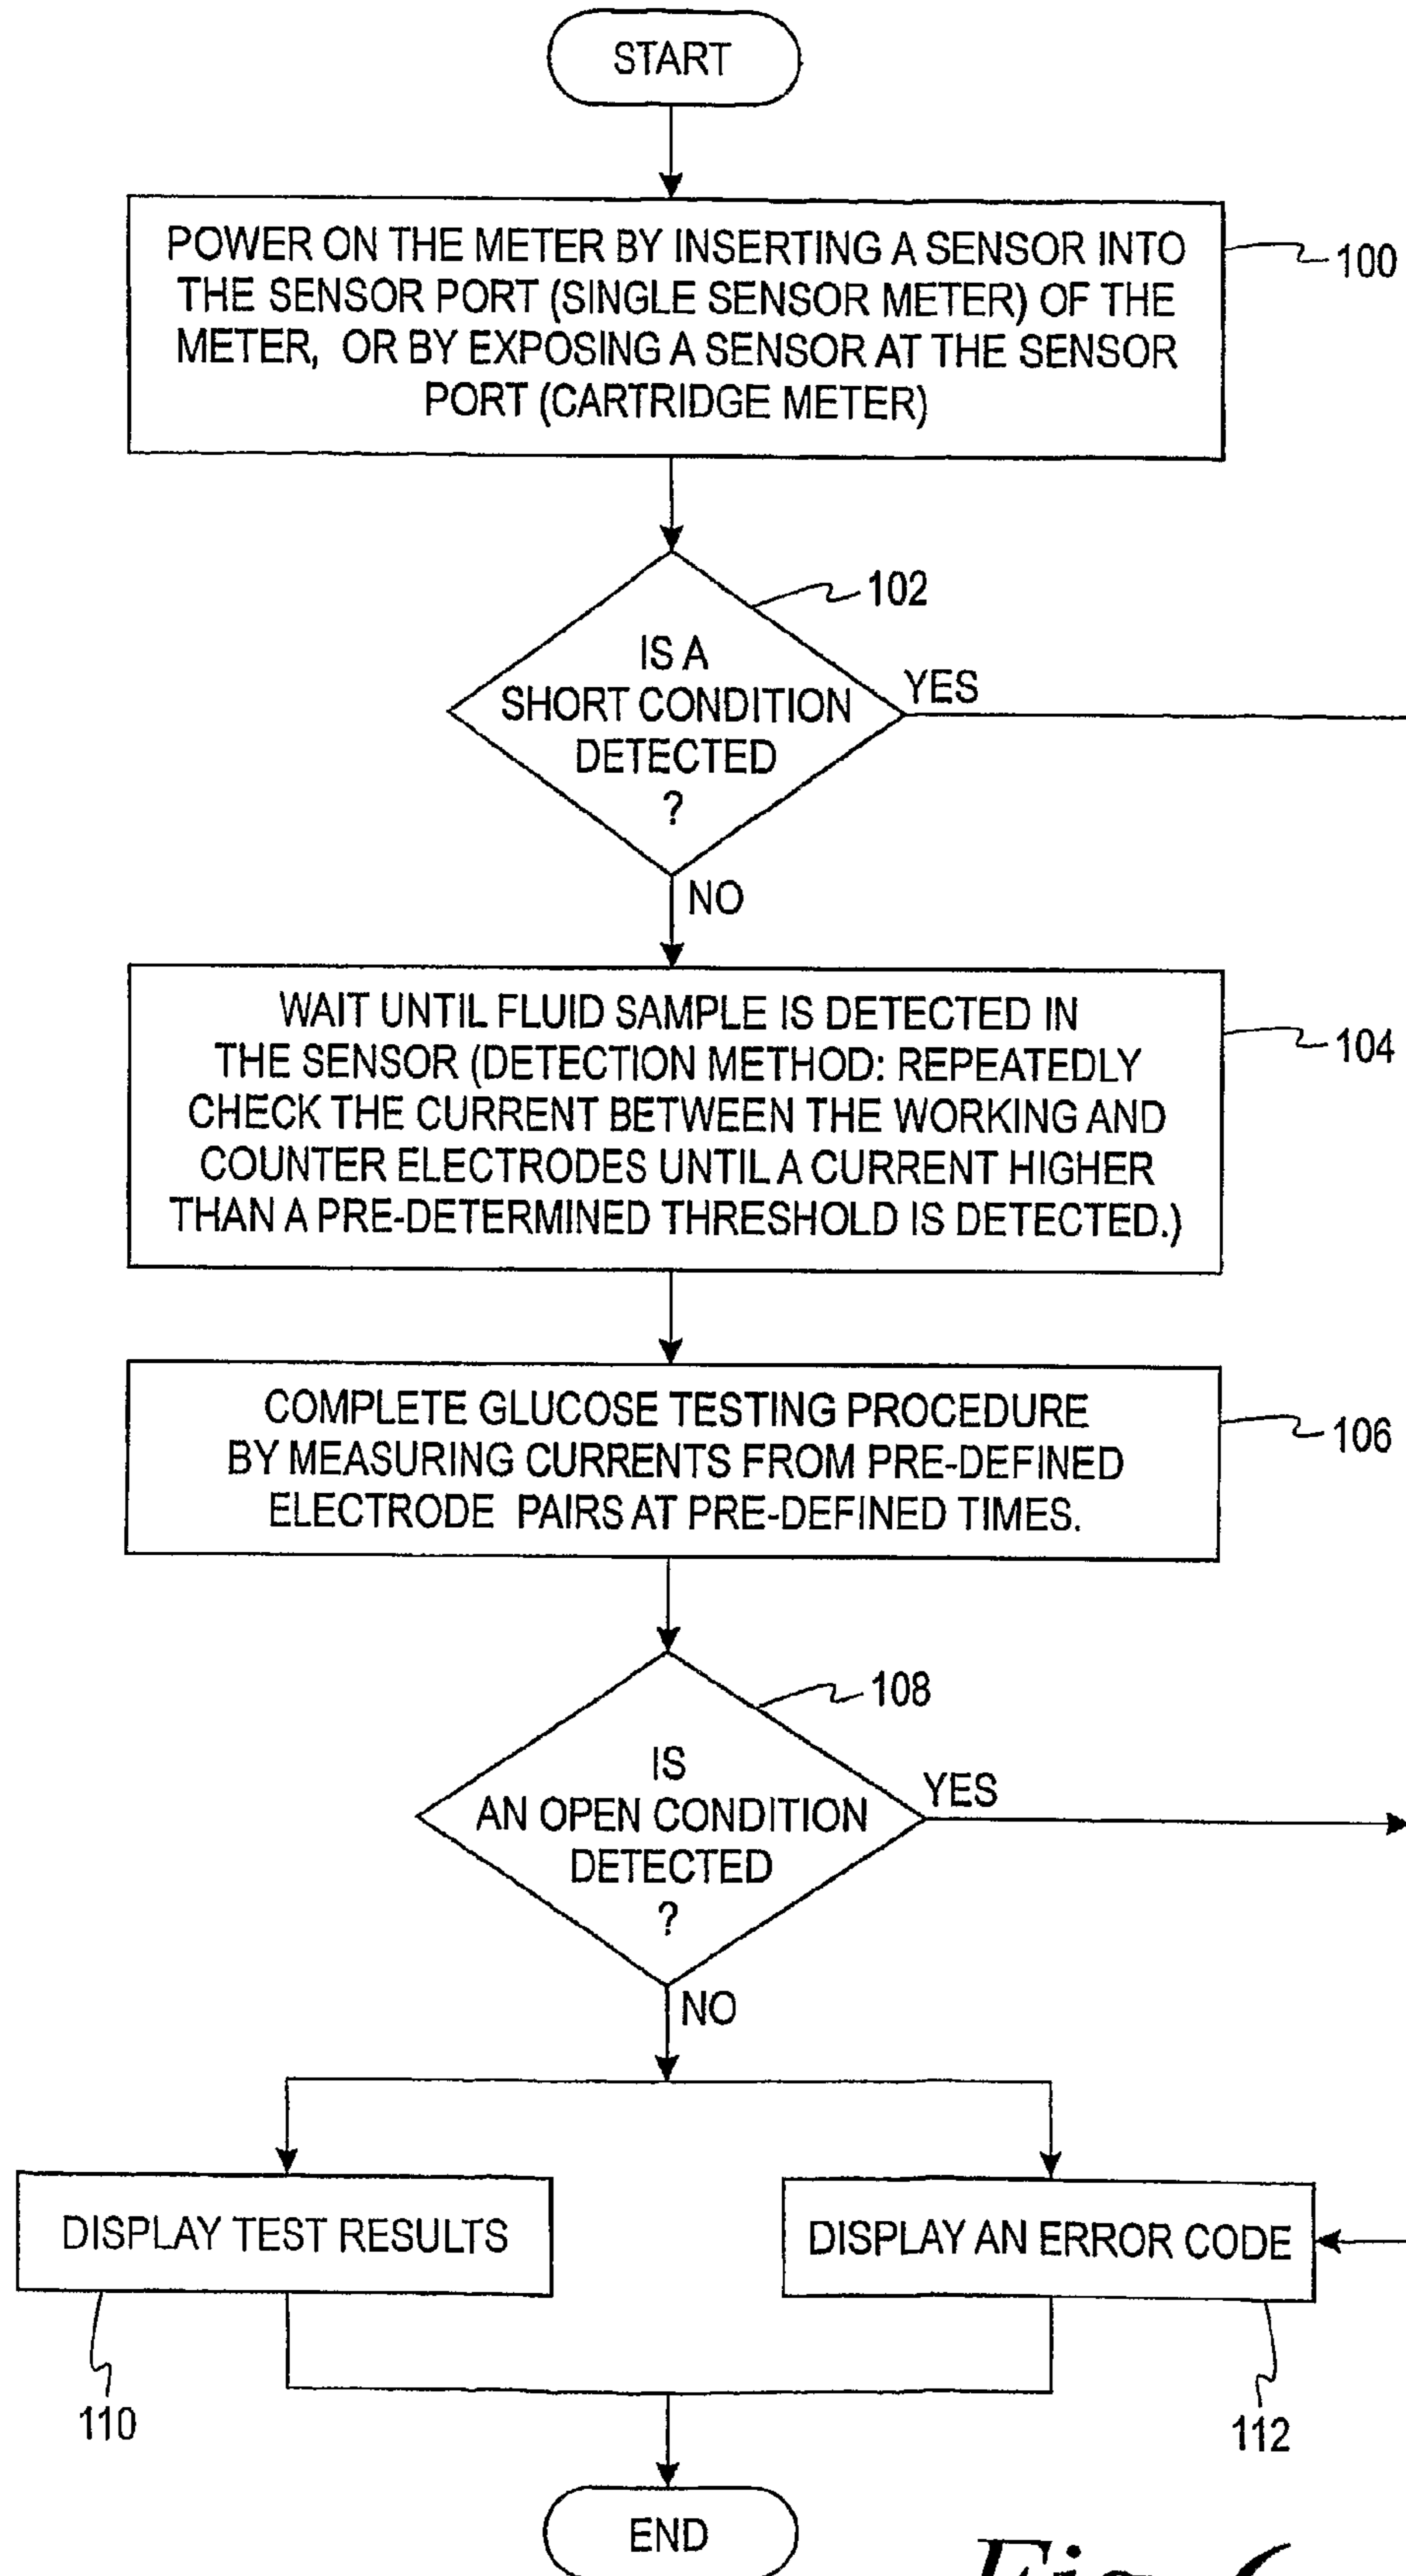 START
POWER ON THE METER BY INSERTING A SENSOR INTO
THE SENSOR PORT (SINGLE SENSOR METER) OF THE
METER, OR BY EXPOSING A SENSOR AT THE SENSOR
PORT (CARTRIDGE METER)
100
102
IS A
SHORT CONDITION
DETECTED
?
YES
NO
WAIT UNTIL FLUID SAMPLE IS DETECTED IN
THE SENSOR (DETECTION METHOD: REPEATEDLY
CHECK THE CURRENT BETWEEN THE WORKING AND
COUNTER ELECTRODES UNTIL A CURRENT HIGHER
THAN A PRE-DETERMINED THRESHOLD IS DETECTED.)
104
COMPLETE GLUCOSE TESTING PROCEDURE
BY MEASURING CURRENTS FROM PRE-DEFINED
ELECTRODE PAIRS AT PRE-DEFINED TIMES.
106
108
IS
AN OPEN CONDITION
DETECTED
?
YES
NO
DISPLAY TEST RESULTS
DISPLAY AN ERROR CODE
110
112
END